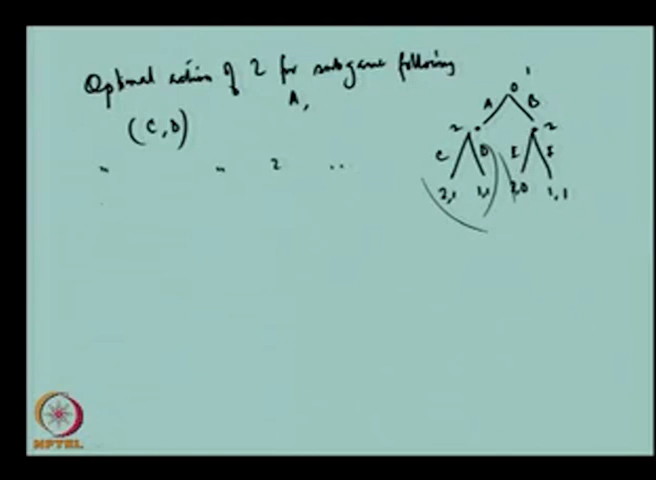 Optimal action of 2 for subgame following
A,
(C, D)
" " 2 "
1
A B
2 2
C D E F
2,1 1,1 2,0 1,1
NPTEL